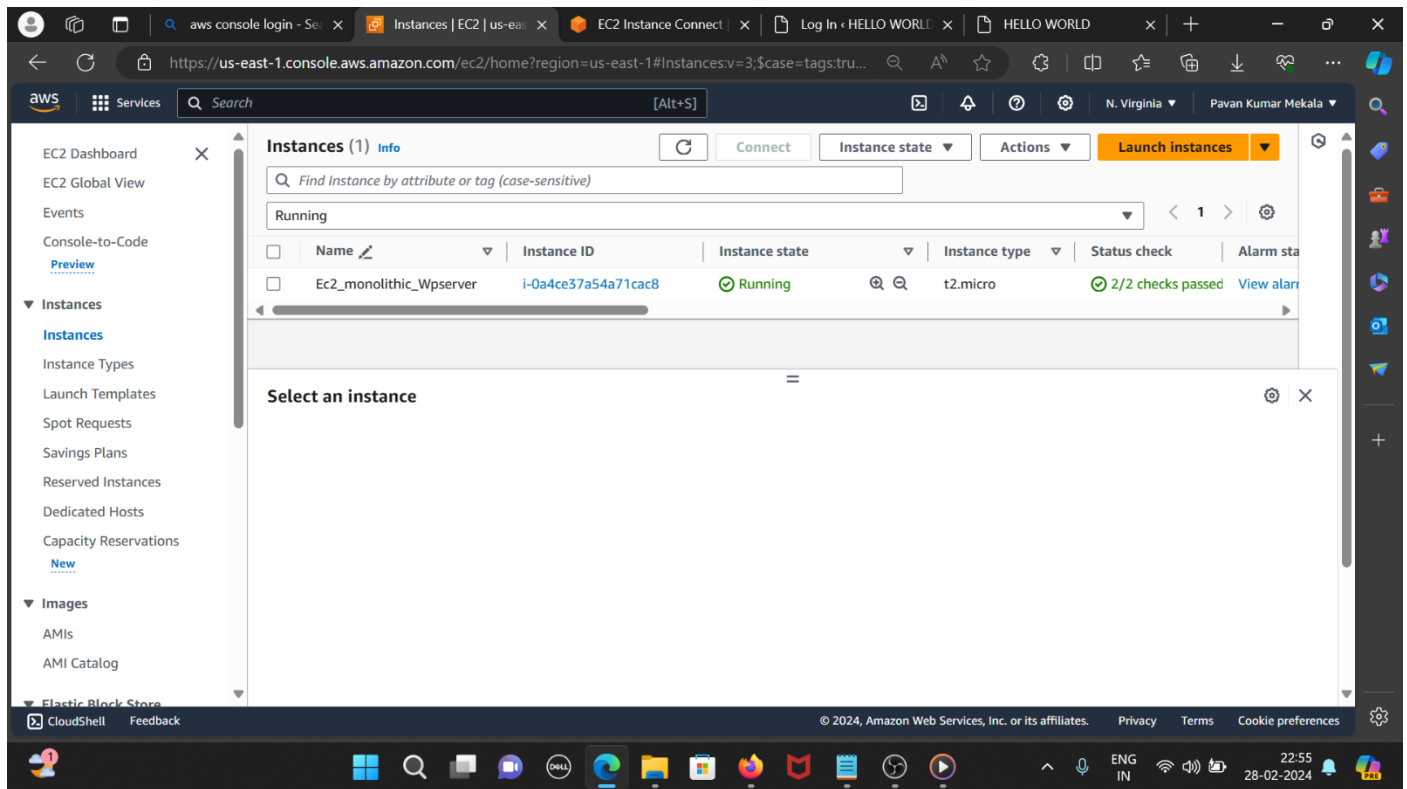 aws console login - Se
Instances | EC2 | us-eas
EC2 Instance Connect |
Log In ‹ HELLO WORLD
HELLO WORLD
https://us-east-1.console.aws.amazon.com/ec2/home?region=us-east-1#Instances:v=3;$case=tags:tru...
aws
Services
Search
[Alt+S]
N. Virginia
Pavan Kumar Mekala
EC2 Dashboard
EC2 Global View
Events
Console-to-Code
Preview
Instances
Instances
Instance Types
Launch Templates
Spot Requests
Savings Plans
Reserved Instances
Dedicated Hosts
Capacity Reservations
New
Images
AMIs
AMI Catalog
Elastic Block Store
Instances (1) Info
Connect
Instance state
Actions
Launch instances
Find Instance by attribute or tag (case-sensitive)
Running
1
Name
Instance ID
Instance state
Instance type
Status check
Alarm sta
Ec2_monolithic_Wpserver
i-0a4ce37a54a71cac8
Running
t2.micro
2/2 checks passed
View alarr
Select an instance
CloudShell
Feedback
© 2024, Amazon Web Services, Inc. or its affiliates.
Privacy
Terms
Cookie preferences
1
DELL
ENG
IN
22:55
28-02-2024
PRE